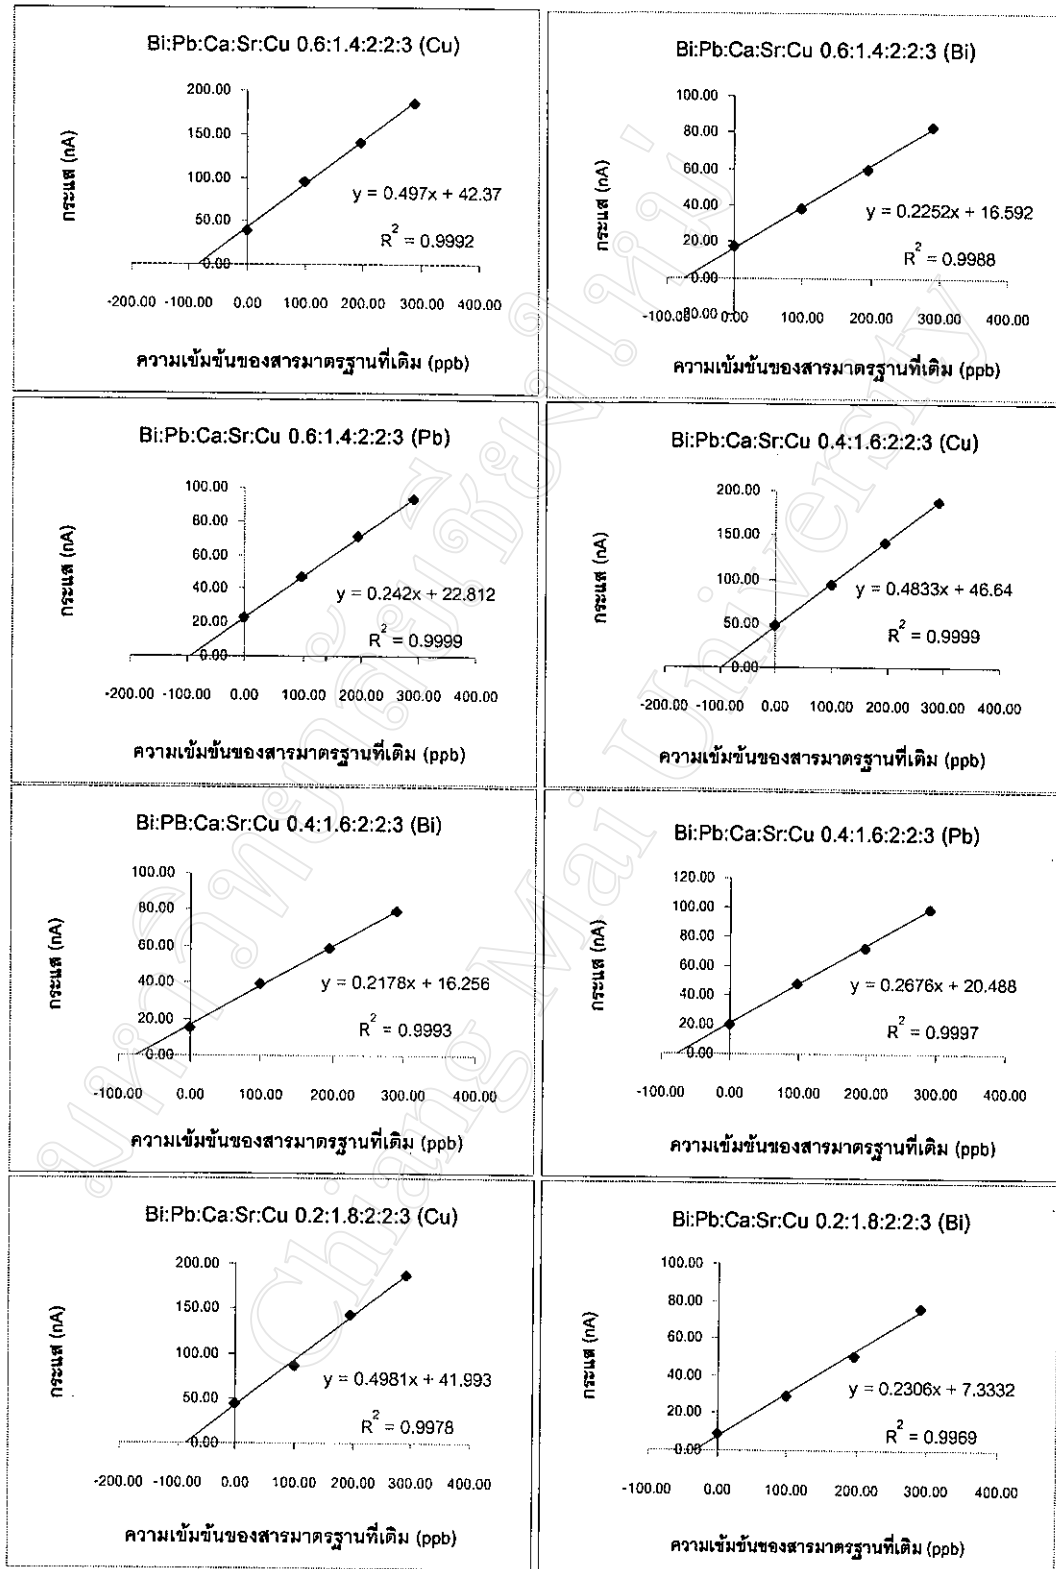 Bi:Pb:Ca:Sr:Cu 0.6:1.4:2:2:3 (Cu)
200.00
150.00
100.00
50.00
0.00
กระแส (nA)
y = 0.497x + 42.37
R2 = 0.9992
-200.00 -100.00 0.00 100.00 200.00 300.00 400.00
ความเข้มข้นของสารมาตรฐานที่เติม (ppb)
Bi:Pb:Ca:Sr:Cu 0.6:1.4:2:2:3 (Bi)
100.00
80.00
60.00
40.00
20.00
0.00
-20.00
กระแส (nA)
y = 0.2252x + 16.592
R2 = 0.9988
-100.00 0.00 100.00 200.00 300.00 400.00
ความเข้มข้นของสารมาตรฐานที่เติม (ppb)
Bi:Pb:Ca:Sr:Cu 0.6:1.4:2:2:3 (Pb)
100.00
80.00
60.00
40.00
20.00
0.00
กระแส (nA)
y = 0.242x + 22.812
R2 = 0.9999
-200.00 -100.00 0.00 100.00 200.00 300.00 400.00
ความเข้มข้นของสารมาตรฐานที่เติม (ppb)
Bi:Pb:Ca:Sr:Cu 0.4:1.6:2:2:3 (Cu)
200.00
150.00
100.00
50.00
0.00
กระแส (nA)
y = 0.4833x + 46.64
R2 = 0.9999
-200.00 -100.00 0.00 100.00 200.00 300.00 400.00
ความเข้มข้นของสารมาตรฐานที่เติม (ppb)
Bi:PB:Ca:Sr:Cu 0.4:1.6:2:2:3 (Bi)
100.00
80.00
60.00
40.00
20.00
0.00
กระแส (nA)
y = 0.2178x + 16.256
R2 = 0.9993
-100.00 0.00 100.00 200.00 300.00 400.00
ความเข้มข้นของสารมาตรฐานที่เติม (ppb)
Bi:Pb:Ca:Sr:Cu 0.4:1.6:2:2:3 (Pb)
120.00
100.00
80.00
60.00
40.00
20.00
0.00
กระแส (nA)
y = 0.2676x + 20.488
R2 = 0.9997
-100.00 0.00 100.00 200.00 300.00 400.00
ความเข้มข้นของสารมาตรฐานที่เติม (ppb)
Bi:Pb:Ca:Sr:Cu 0.2:1.8:2:2:3 (Cu)
200.00
150.00
100.00
50.00
0.00
กระแส (nA)
y = 0.4981x + 41.993
R2 = 0.9978
-200.00 -100.00 0.00 100.00 200.00 300.00 400.00
ความเข้มข้นของสารมาตรฐานที่เติม (ppb)
Bi:Pb:Ca:Sr:Cu 0.2:1.8:2:2:3 (Bi)
100.00
80.00
60.00
40.00
20.00
0.00
กระแส (nA)
y = 0.2306x + 7.3332
R2 = 0.9969
-100.00 0.00 100.00 200.00 300.00 400.00
ความเข้มข้นของสารมาตรฐานที่เติม (ppb)
มหาวิทยาลัยเชียงใหม่
Chiang Mai University